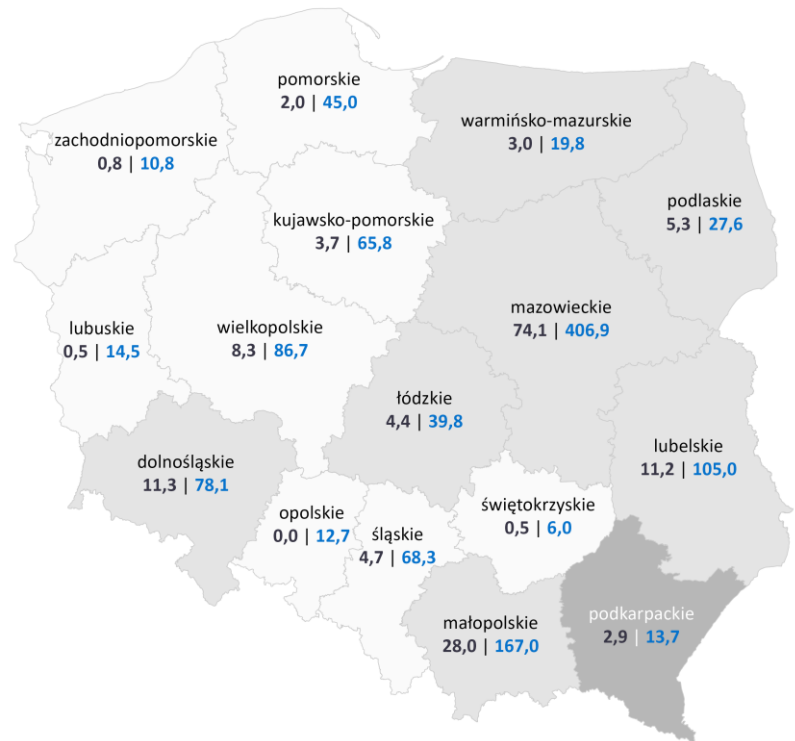 pomorskie
2,0 | 45,0
warmińsko-mazurskie
3,0 | 19,8
zachodniopomorskie
0,8 | 10,8
podlaskie
5,3 | 27,6
kujawsko-pomorskie
3,7 | 65,8
mazowieckie
74,1 | 406,9
lubuskie
0,5 | 14,5
wielkopolskie
8,3 | 86,7
łódzkie
4,4 | 39,8
lubelskie
11,2 | 105,0
dolnośląskie
11,3 | 78,1
opolskie
0,0 | 12,7
śląskie
4,7 | 68,3
świętokrzyskie
0,5 | 6,0
małopolskie
28,0 | 167,0
podkarpackie
2,9 | 13,7